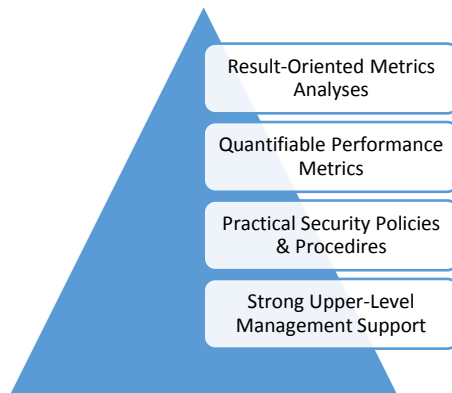 Result-Oriented Metrics
Analyses
Quantifiable Performance
Metrics
Practical Security Policies
& Procedires
Strong Upper-Level
Management Support